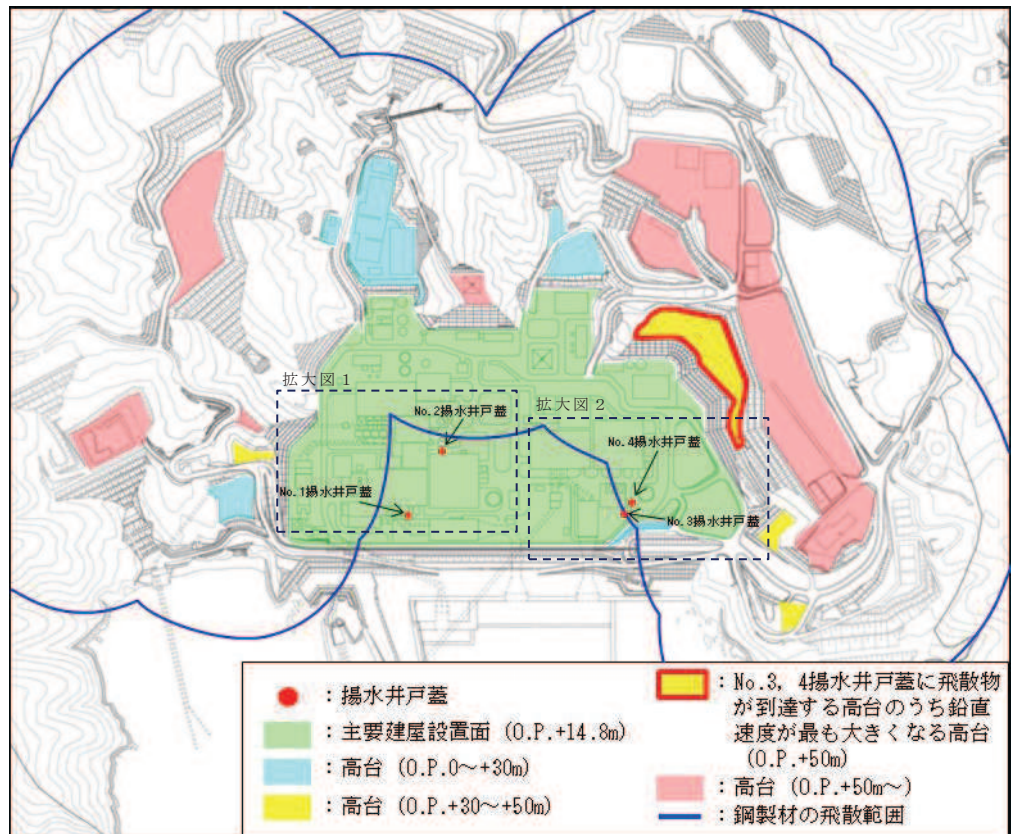 拡大図1
拡大図2
No.2揚水井戸蓋
No.4揚水井戸蓋
No.1揚水井戸蓋
No.3揚水井戸蓋
：揚水井戸蓋
：主要建屋設置面 (O.P.+14.8m)
：高台 (O.P.0～+30m)
：高台 (O.P.+30～+50m)
：No.3, 4揚水井戸蓋に飛散物
が到達する高台のうち鉛直
速度が最も大きくなる高台
(O.P.+50m)
：高台 (O.P.+50m～)
：鋼製材の飛散範囲